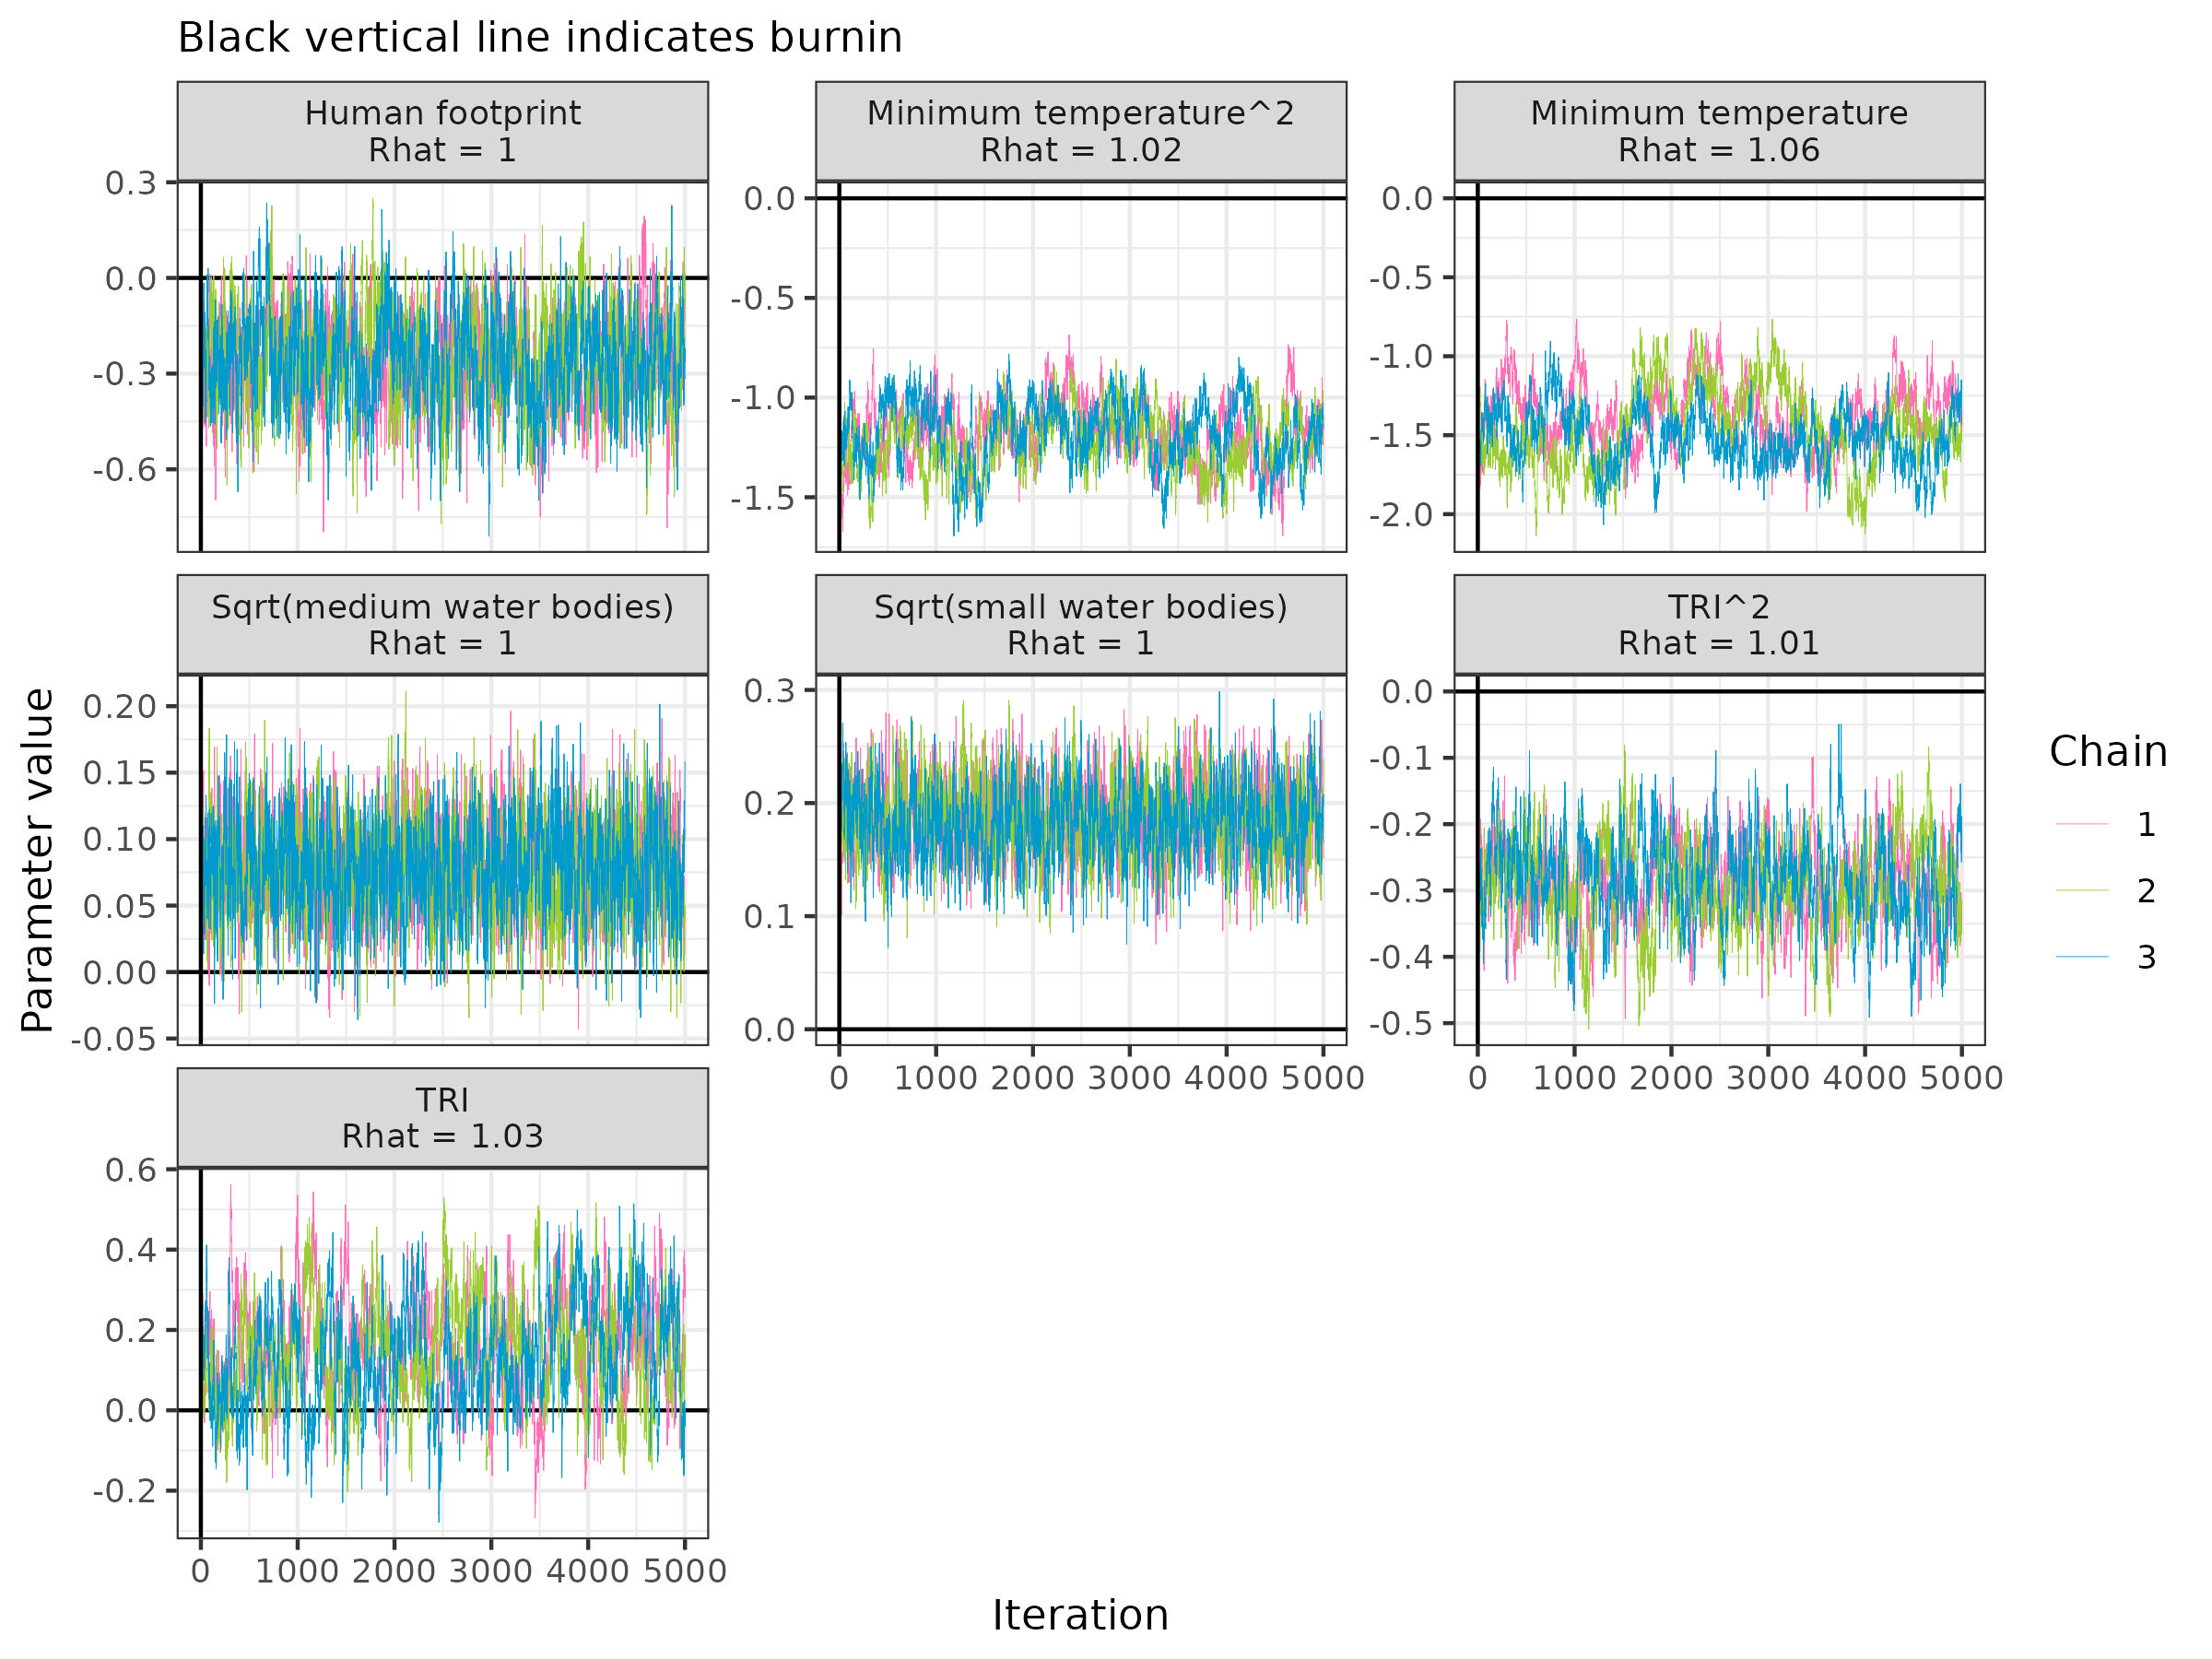 Black vertical line indicates burnin
Human footprint
Rhat = 1
Minimum temperature^2
Rhat = 1.02
Minimum temperature
Rhat = 1.06
0.3
0.0
-0.3
-0.6
0.0
-0.5
-1.0
-1.5
0.0
-0.5
-1.0
-1.5
-2.0
Sqrt(medium water bodies)
Rhat = 1
Sqrt(small water bodies)
Rhat = 1
TRI^2
Rhat = 1.01
0.20
0.15
0.10
0.05
0.00
-0.05
0.3
0.2
0.1
0.0
0 1000 2000 3000 4000 5000
0.0
-0.1
-0.2
-0.3
-0.4
-0.5
0 1000 2000 3000 4000 5000
TRI
Rhat = 1.03
0.6
0.4
0.2
0.0
-0.2
0 1000 2000 3000 4000 5000
Parameter value
Iteration
Chain
1
2
3